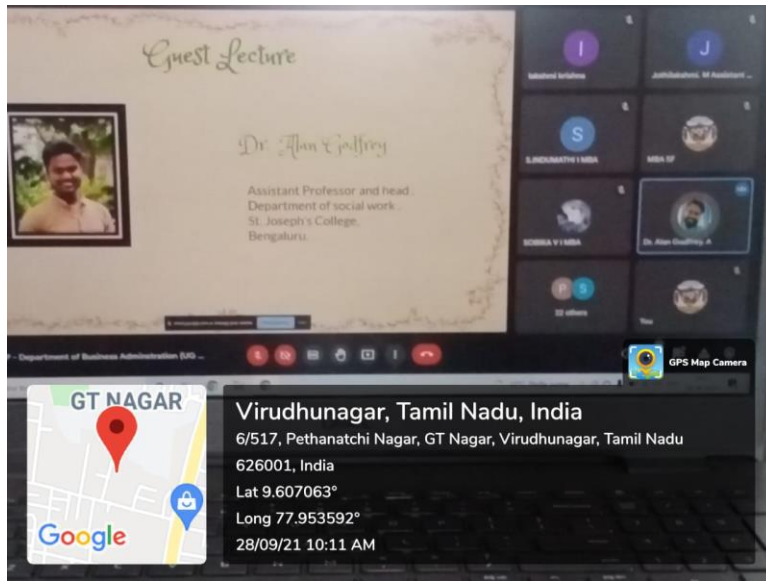 Guest Lecture
Dr. Alan Godfrey
Assistant Professor and head .
Department of social work .
St. Joseph's College,
Bengaluru.
I
lakshmi krishna
J
Jothilakshmi. M Assistant ...
S
S.INDUMATHI I MBA
MBA SF
SOBIKA V I MBA
Dr. Alan Godfrey. A
P S
22 others
You
- Department of Business Administration (UG ...
GPS Map Camera
GT NAGAR
Google
Virudhunagar, Tamil Nadu, India
6/517, Pethanatchi Nagar, GT Nagar, Virudhunagar, Tamil Nadu
626001, India
Lat 9.607063°
Long 77.953592°
28/09/21 10:11 AM